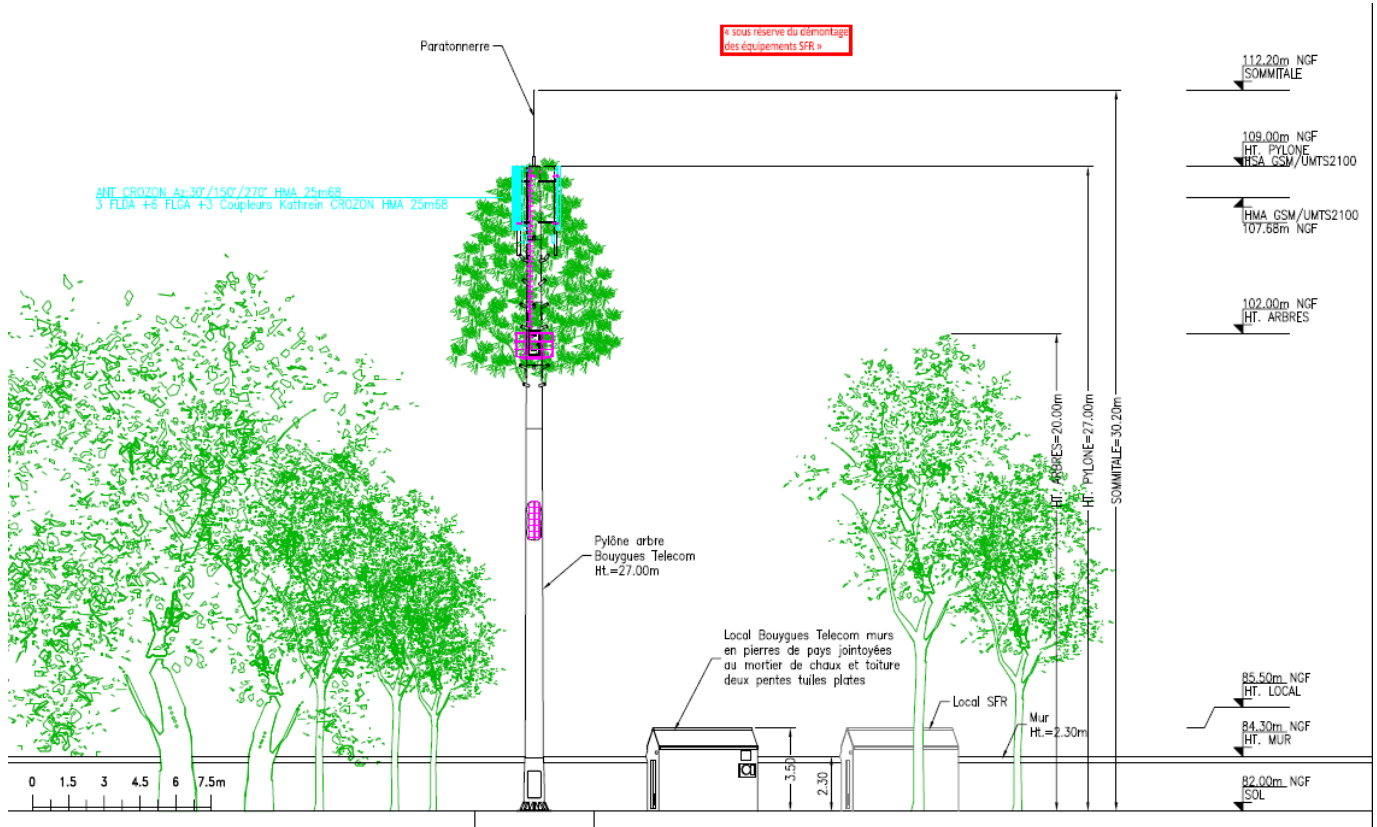 « sous réserve du démontage
des équipements SFR »
Paratonnerre
112.20m NGF
SOMMITALE
109.00m NGF
HT. PYLONE
HSA GSM/UMTS2100
ANT CROZON Az:30°/150°/270° HMA 25m68
3 FLDA +6 FLGA +3 Coupleurs Kathrein CROZON HMA 25m68
HMA GSM/UMTS2100
107.68m NGF
102.00m NGF
HT. ARBRES
HT. ARBRES=20.00m
HT. PYLONE=27.00m
SOMMITALE=30.20m
Pylône arbre
Bouygues Telecom
Ht.=27.00m
Local Bouygues Telecom murs
en pierres de pays jointoyées
au mortier de chaux et toiture
deux pentes tuiles plates
Local SFR
Mur
Ht.=2.30m
85.50m NGF
HT. LOCAL
84.30m NGF
HT. MUR
3.50
2.30
0 1.5 3 4.5 6 7.5m
82.00m NGF
SOL